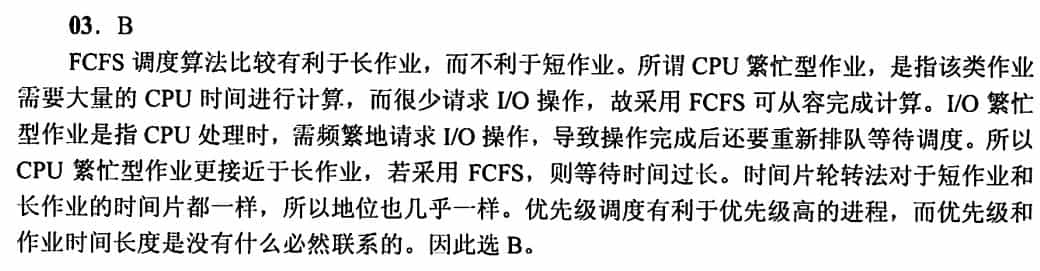 03．B
FCFS 调度算法比较有利于长作业，而不利于短作业。所谓 CPU 繁忙型作业，是指该类作业
需要大量的 CPU 时间进行计算，而很少请求 I/O 操作，故采用 FCFS 可从容完成计算。I/O 繁忙
型作业是指 CPU 处理时，需频繁地请求 I/O 操作，导致操作完成后还要重新排队等待调度。所以
CPU 繁忙型作业更接近于长作业，若采用 FCFS，则等待时间过长。时间片轮转法对于短作业和
长作业的时间片都一样，所以地位也几乎一样。优先级调度有利于优先级高的进程，而优先级和
作业时间长度是没有什么必然联系的。因此选 B。